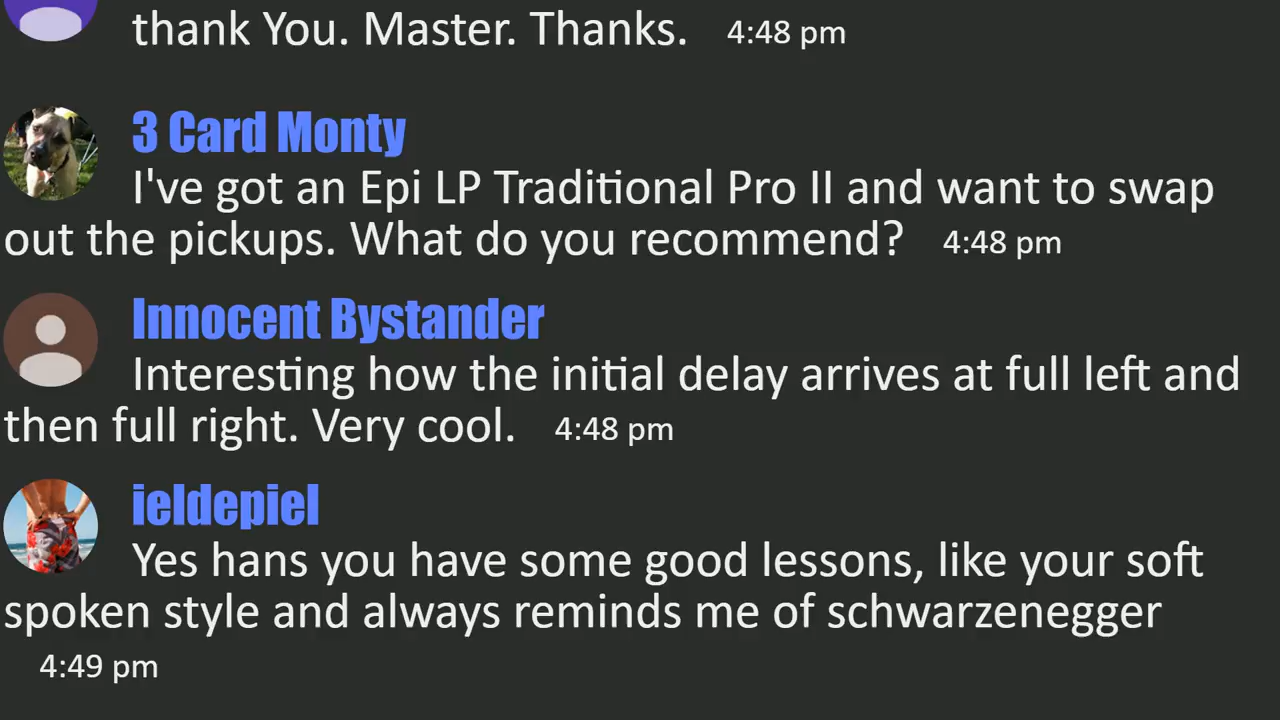 thank You. Master. Thanks. 4:48 pm
3 Card Monty
I've got an Epi LP Traditional Pro II and want to swap
out the pickups. What do you recommend? 4:48 pm
Innocent Bystander
Interesting how the initial delay arrives at full left and
then full right. Very cool. 4:48 pm
ieldepiel
Yes hans you have some good lessons, like your soft
spoken style and always reminds me of schwarzenegger
4:49 pm